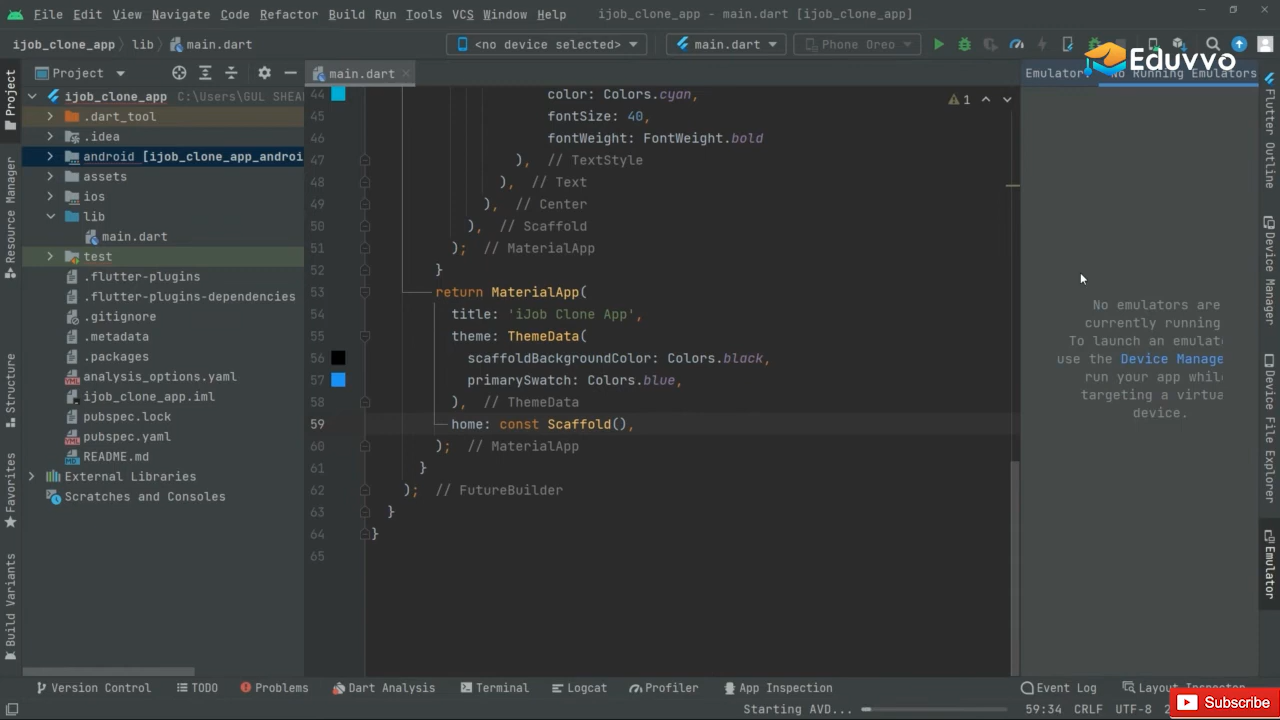 File Edit View Navigate Code Refactor Build Run Tools VCS Window Help ijob_clone_app - main.dart [ijob_clone_app]
ijob_clone_app lib main.dart <no device selected> main.dart Phone Oreo
Eduvvo
Project main.dart Emulator: No Running Emulators
ijob_clone_app C:\Users\GUL SHEA
.dart_tool
.idea
android [ijob_clone_app_androi
assets
ios
lib
main.dart
test
.flutter-plugins
.flutter-plugins-dependencies
.gitignore
.metadata
.packages
analysis_options.yaml
ijob_clone_app.iml
pubspec.lock
pubspec.yaml
README.md
External Libraries
Scratches and Consoles
1
44 color: Colors.cyan,
45 fontSize: 40,
46 fontWeight: FontWeight.bold
47 ), // TextStyle
48 ), // Text
49 ), // Center
50 ), // Scaffold
51 ); // MaterialApp
52 }
53 return MaterialApp(
54 title: 'iJob Clone App',
55 theme: ThemeData(
56 scaffoldBackgroundColor: Colors.black,
57 primarySwatch: Colors.blue,
58 ), // ThemeData
59 home: const Scaffold(),
60 ); // MaterialApp
61 }
62 ); // FutureBuilder
63 }
64 }
65
No emulators are
currently running.
To launch an emulat
use the Device Manage
run your app whil
targeting a virtua
device.
Project
Resource Manager
Structure
Favorites
Build Variants
Flutter Outline
Device Manager
Device File Explorer
Emulator
Version Control TODO Problems Dart Analysis Terminal Logcat Profiler App Inspection Event Log Layout Inspector
Starting AVD... 59:34 CRLF UTF-8 2
Subscribe